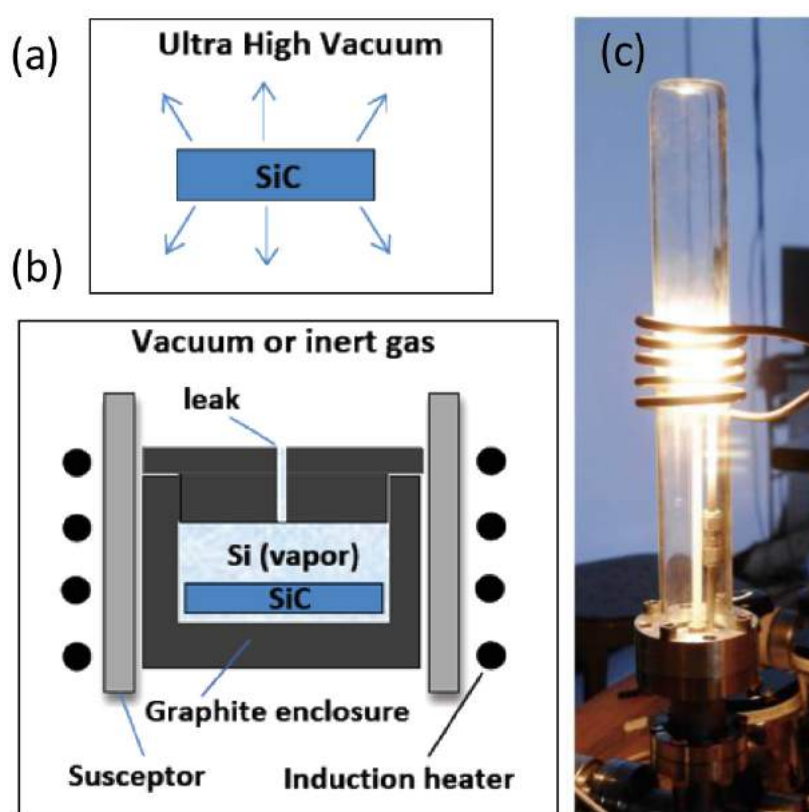 (a)
Ultra High Vacuum
SiC
(b)
Vacuum or inert gas
leak
Si (vapor)
SiC
Graphite enclosure
Susceptor
Induction heater
(c)